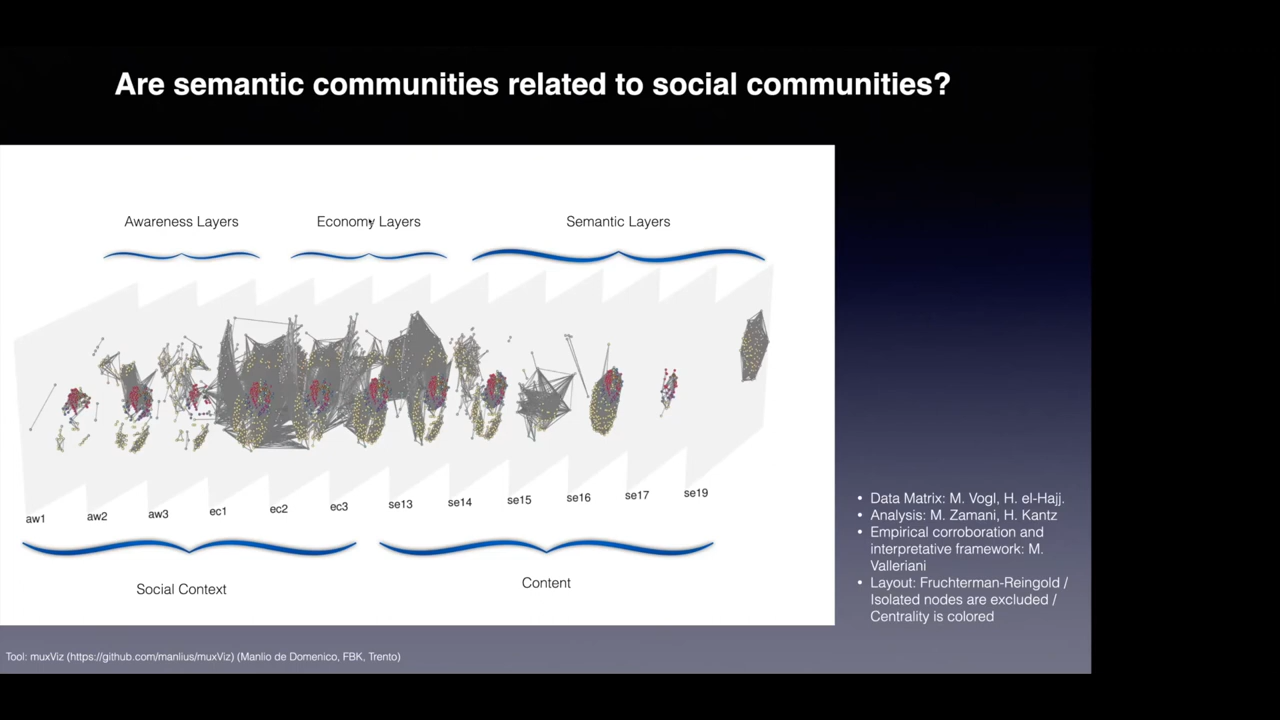 Are semantic communities related to social communities?
Awareness Layers
Economy Layers
Semantic Layers
aw1
aw2
aw3
ec1
ec2
ec3
se13
se14
se15
se16
se17
se19
Social Context
Content
• Data Matrix: M. Vogl, H. el-Hajj.
• Analysis: M. Zamani, H. Kantz
• Empirical corroboration and
interpretative framework: M.
Valleriani
• Layout: Fruchterman-Reingold /
Isolated nodes are excluded /
Centrality is colored
Tool: muxViz (https://github.com/manlius/muxViz) (Manlio de Domenico, FBK, Trento)